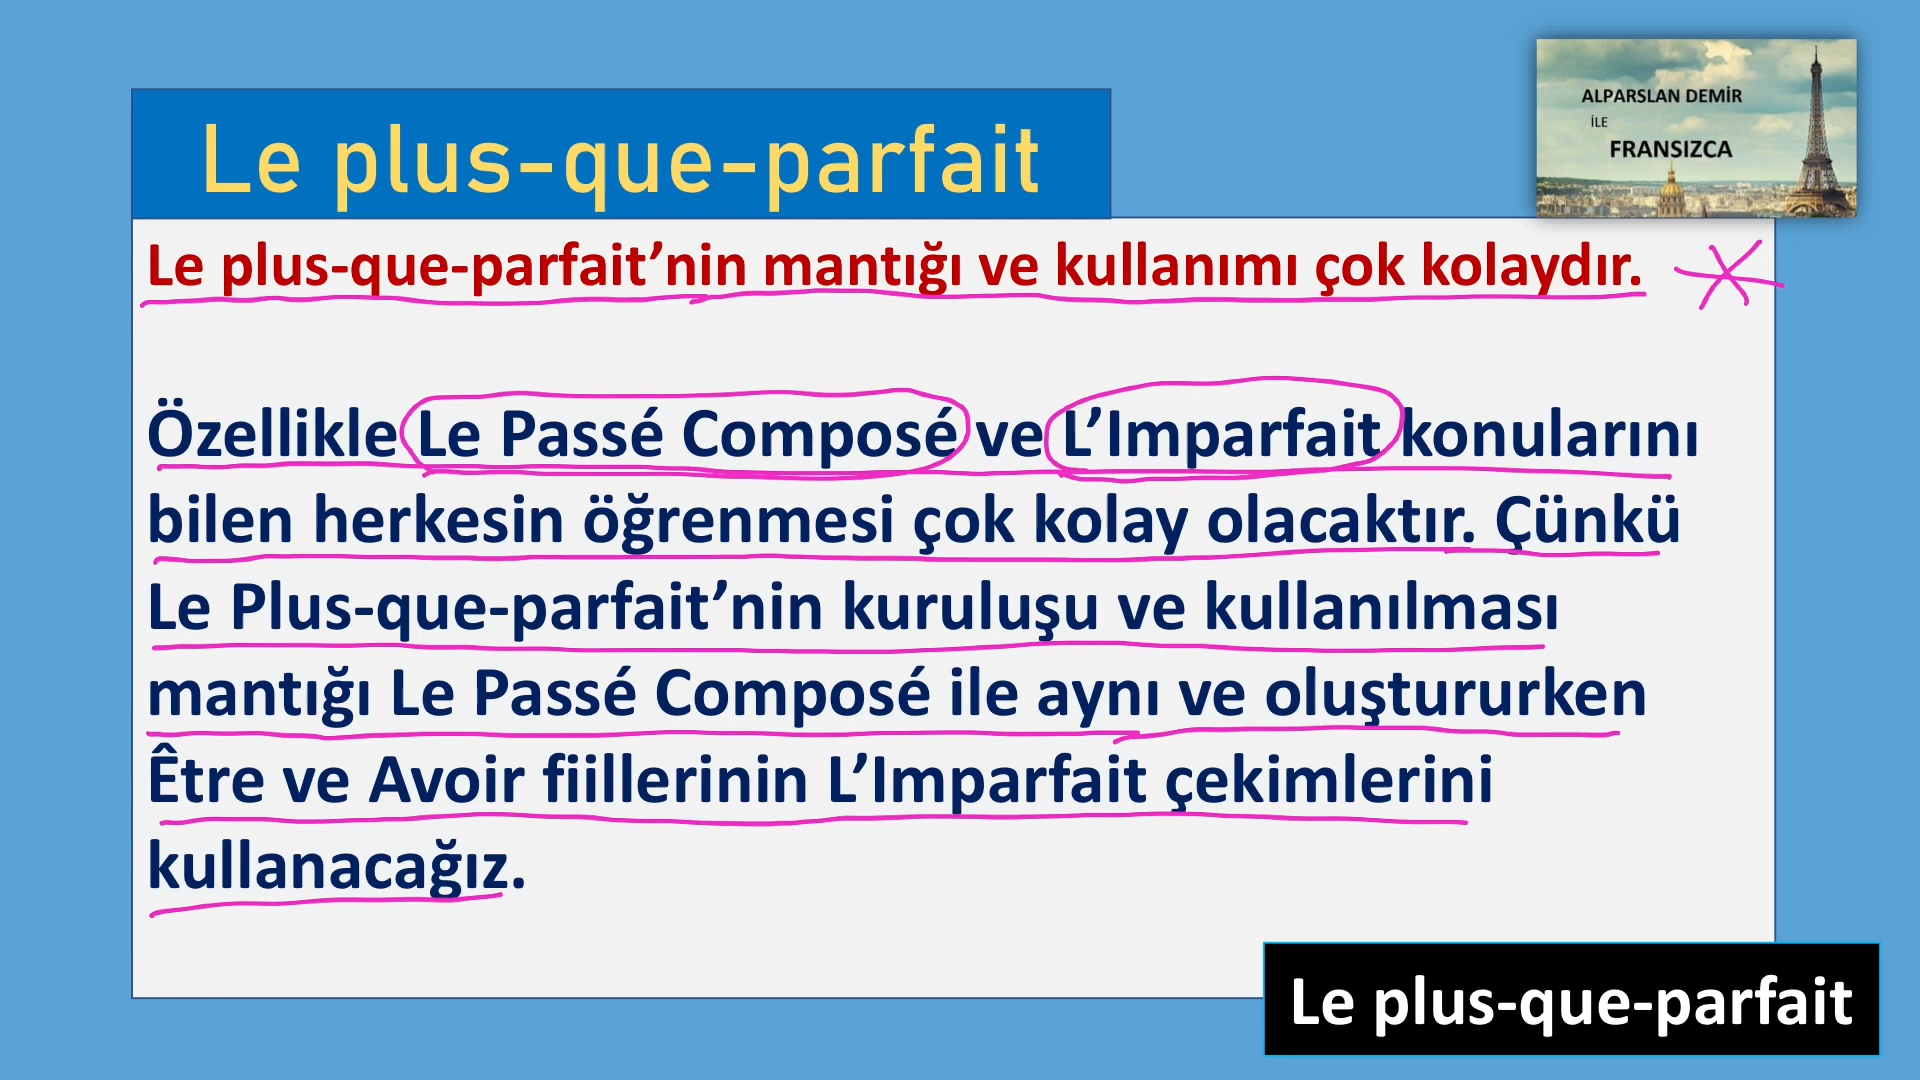 ALPARSLAN DEMİR
İLE
FRANSIZCA
Le plus-que-parfait
Le plus-que-parfait’nin mantığı ve kullanımı çok kolaydır.
Özellikle Le Passé Composé ve L’Imparfait konularını
bilen herkesin öğrenmesi çok kolay olacaktır. Çünkü
Le Plus-que-parfait’nin kuruluşu ve kullanılması
mantığı Le Passé Composé ile aynı ve oluştururken
Être ve Avoir fiillerinin L’Imparfait çekimlerini
kullanacağız.
Le plus-que-parfait